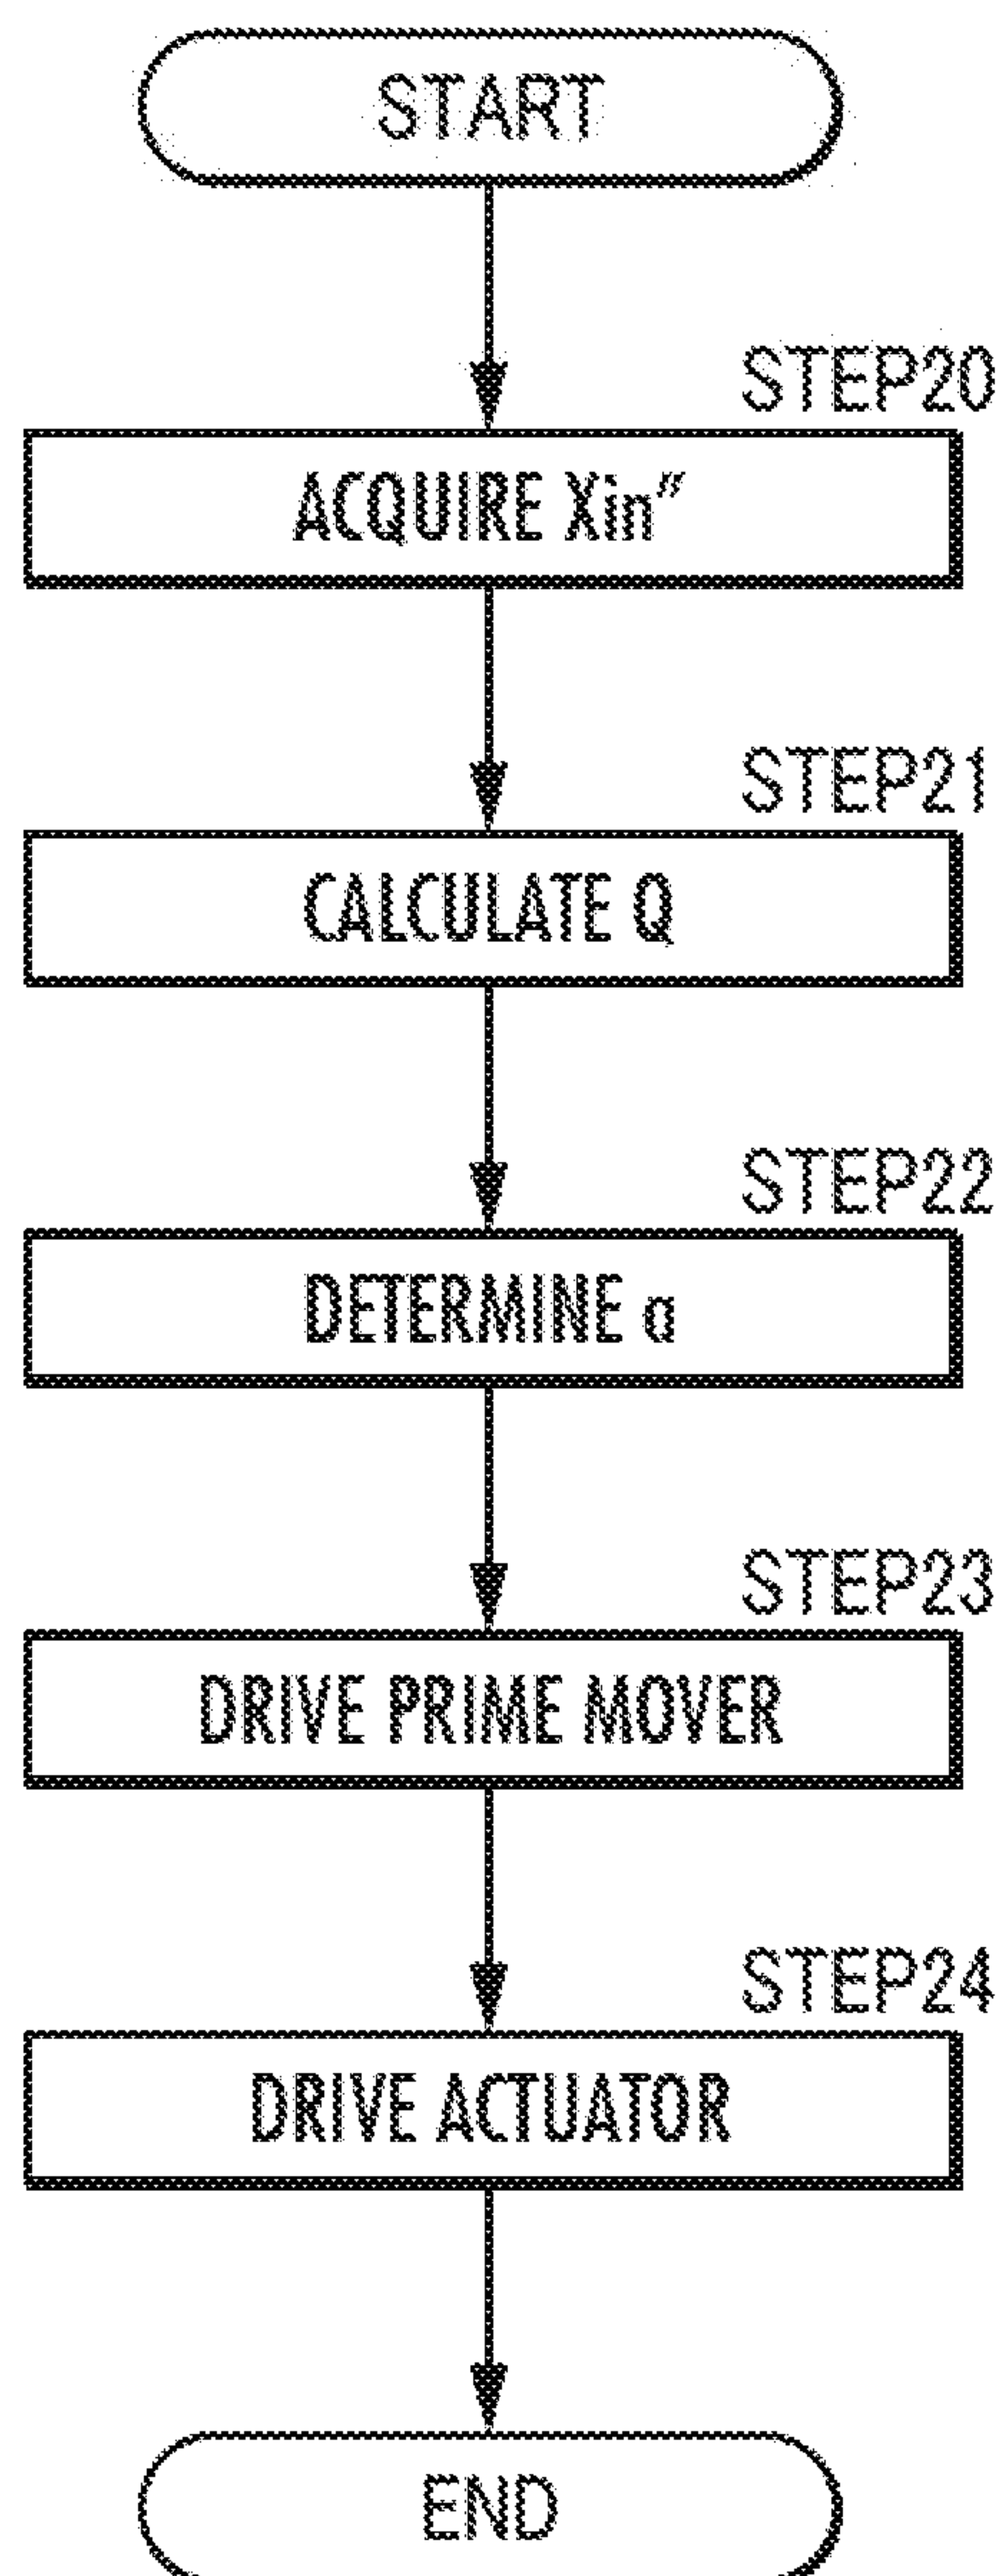 START
STEP20
ACQUIRE Xin"
STEP21
CALCULATE Q
STEP22
DETERMINE α
STEP23
DRIVE PRIME MOVER
STEP24
DRIVE ACTUATOR
END